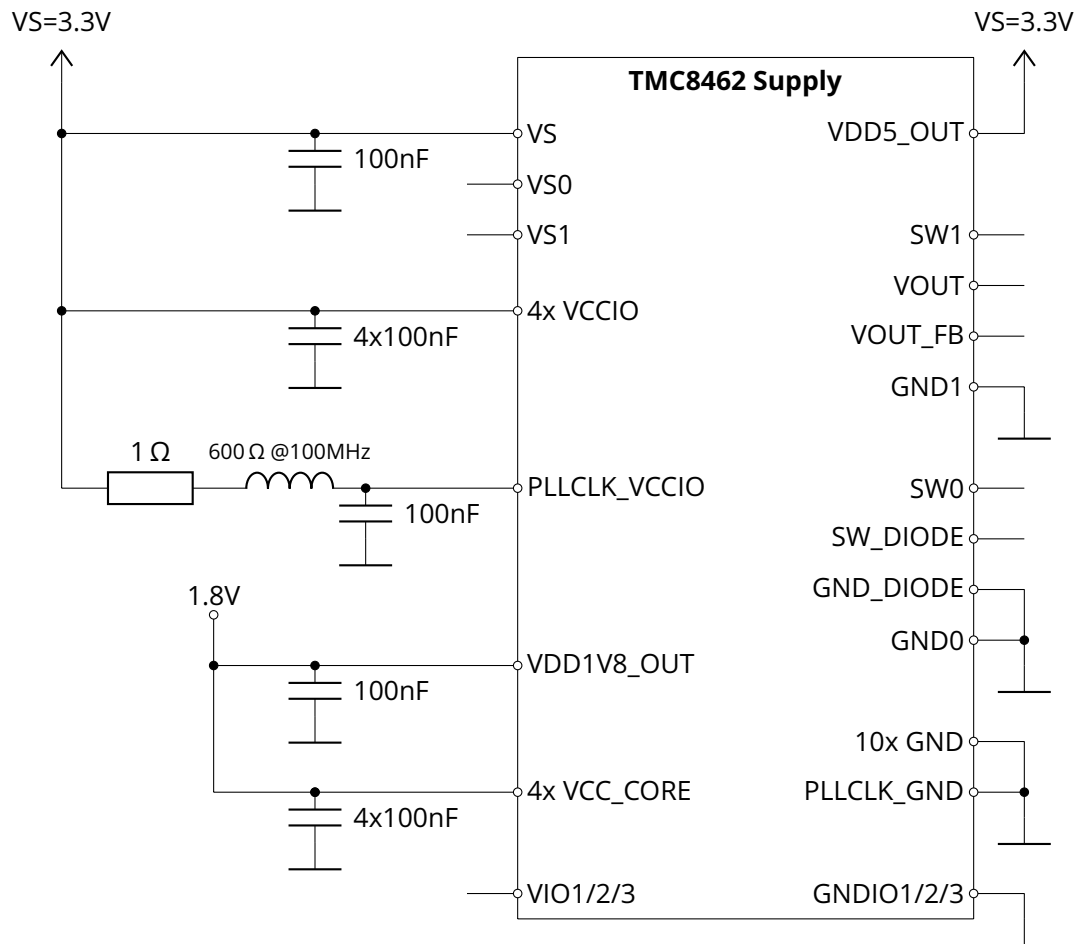 VS=3.3V
VS=3.3V
TMC8462 Supply
VS
VDD5_OUT
100nF
VS0
VS1
SW1
VOUT
4x VCCIO
4x100nF
VOUT_FB
GND1
1 Ω
600 Ω @100MHz
PLLCLK_VCCIO
SW0
100nF
SW_DIODE
GND_DIODE
1.8V
GND0
VDD1V8_OUT
100nF
10x GND
4x VCC_CORE
PLLCLK_GND
4x100nF
VIO1/2/3
GNDIO1/2/3